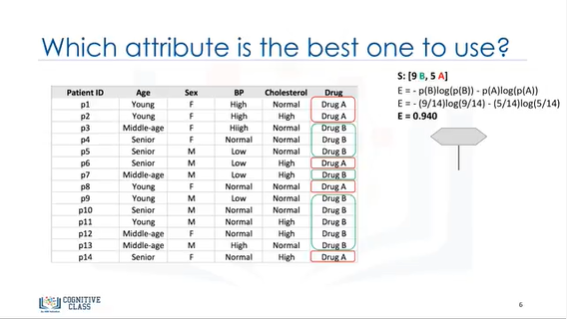 Which attribute is the best one to use?
S: [9 B, 5 A]
E = - p(B)log(p(B)) - p(A)log(p(A))
E = - (9/14)log(9/14) - (5/14)log(5/14)
E = 0.940
Patient ID Age Sex BP Cholesterol Drug
p1 Young F High Normal Drug A
p2 Young F High High Drug A
p3 Middle-age F Hiigh Normal Drug B
p4 Senior F Normal Normal Drug B
p5 Senior M Low Normal Drug B
p6 Senior M Low High Drug A
p7 Middle-age M Low High Drug B
p8 Young F Normal Normal Drug A
p9 Young M Low Normal Drug B
p10 Senior M Normal Normal Drug B
p11 Young M Normal High Drug B
p12 Middle-age F Normal High Drug B
p13 Middle-age M High Normal Drug B
p14 Senior F Normal High Drug A
COGNITIVE
CLASS
6